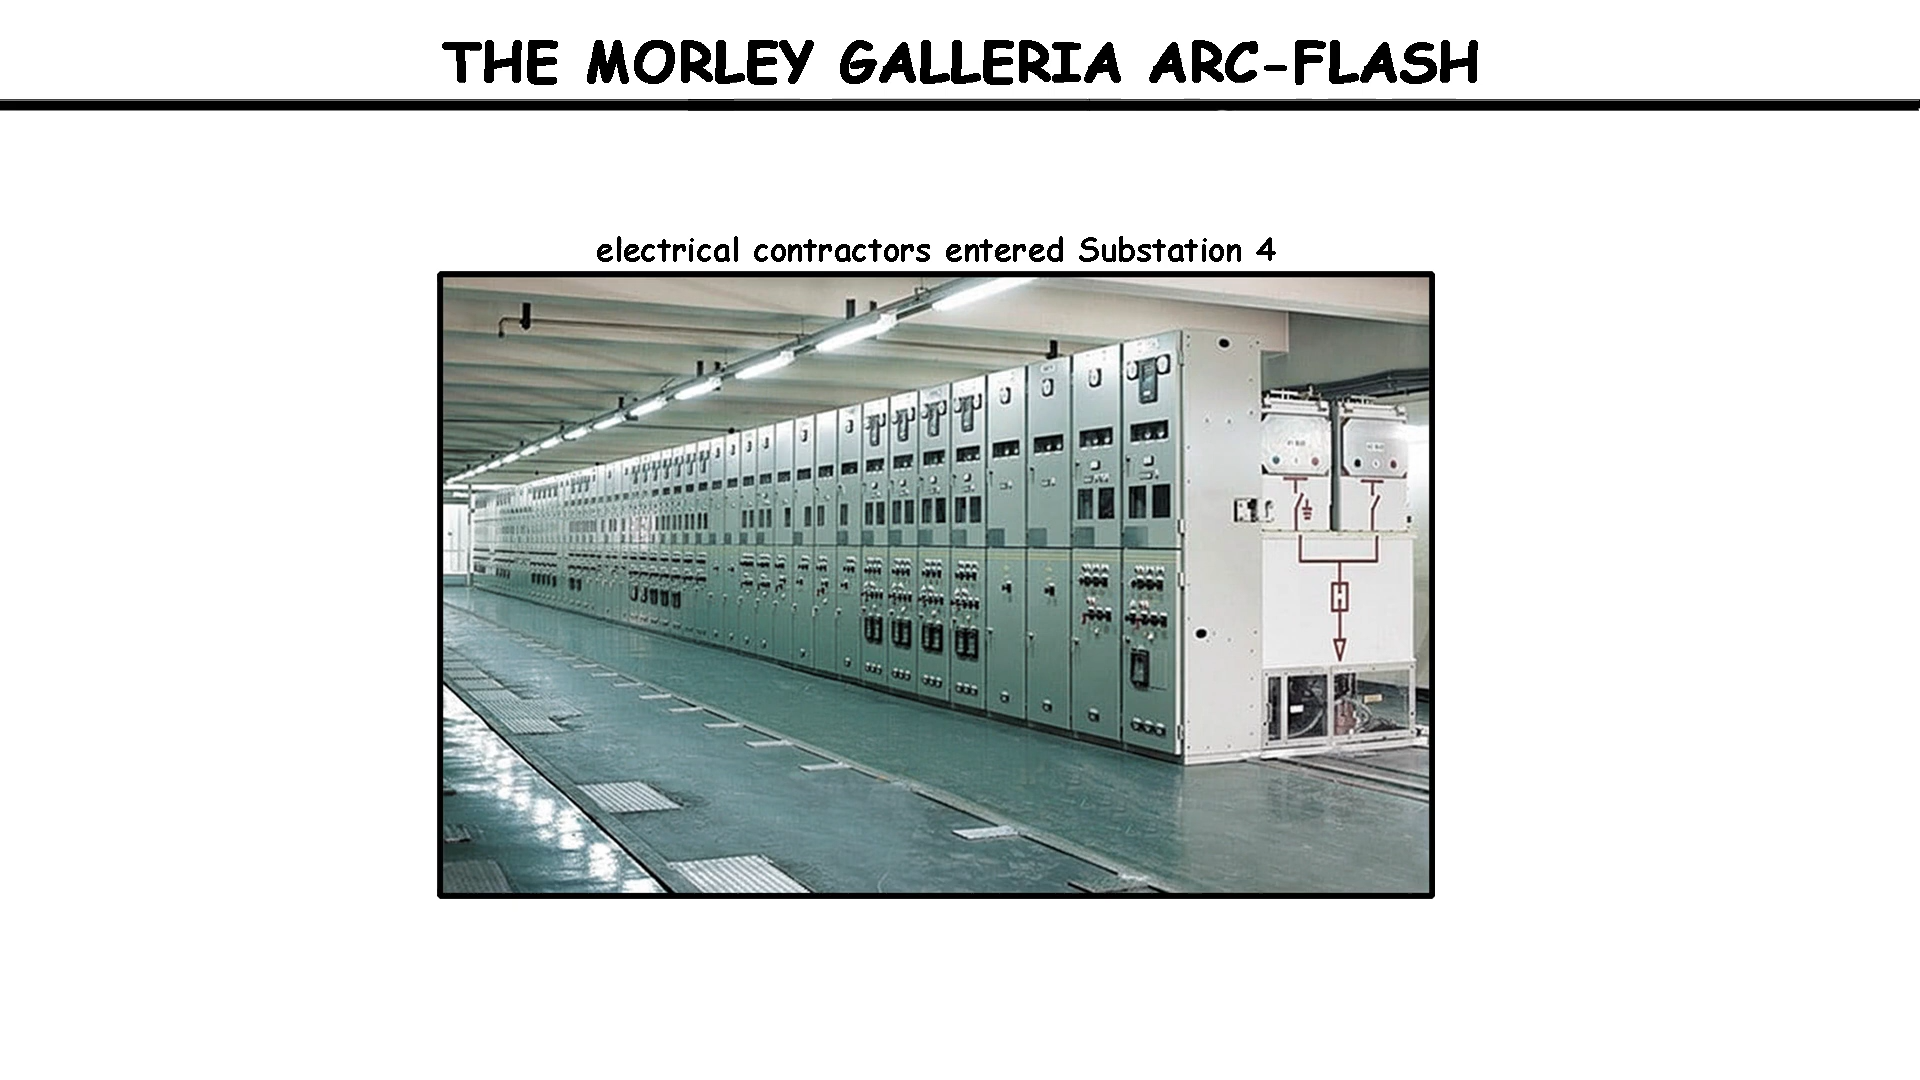 THE MORLEY GALLERIA ARC-FLASH
electrical contractors entered Substation 4